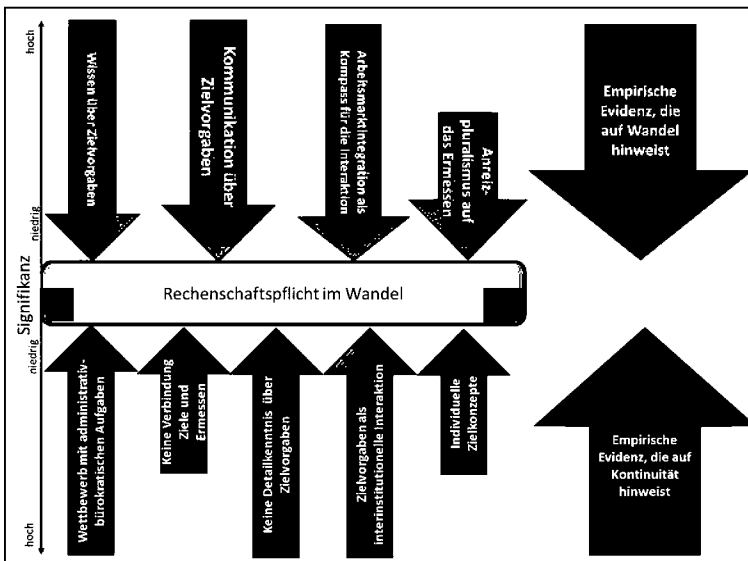 hoch
niedrig
Signifikanz
niedrig
hoch
Wissen über Zielvorgaben
Kommunikation über
Zielvorgaben
Arbeitsmarktintegration als
Kompass für die Interaktion
Anreiz-
pluralismus auf
das Ermessen
Empirische
Evidenz, die
auf Wandel
hinweist
Rechenschaftspflicht im Wandel
Wettbewerb mit administrativ-
bürokratischen Aufgaben
Keine Verbindung
Ziele und
Ermessen
Keine Detailkenntnis über
Zielvorgaben
Zielvorgaben als
interinstitutionelle Interaktion
Individuelle
Zielkonzepte
Empirische
Evidenz, die auf
Kontinuität
hinweist